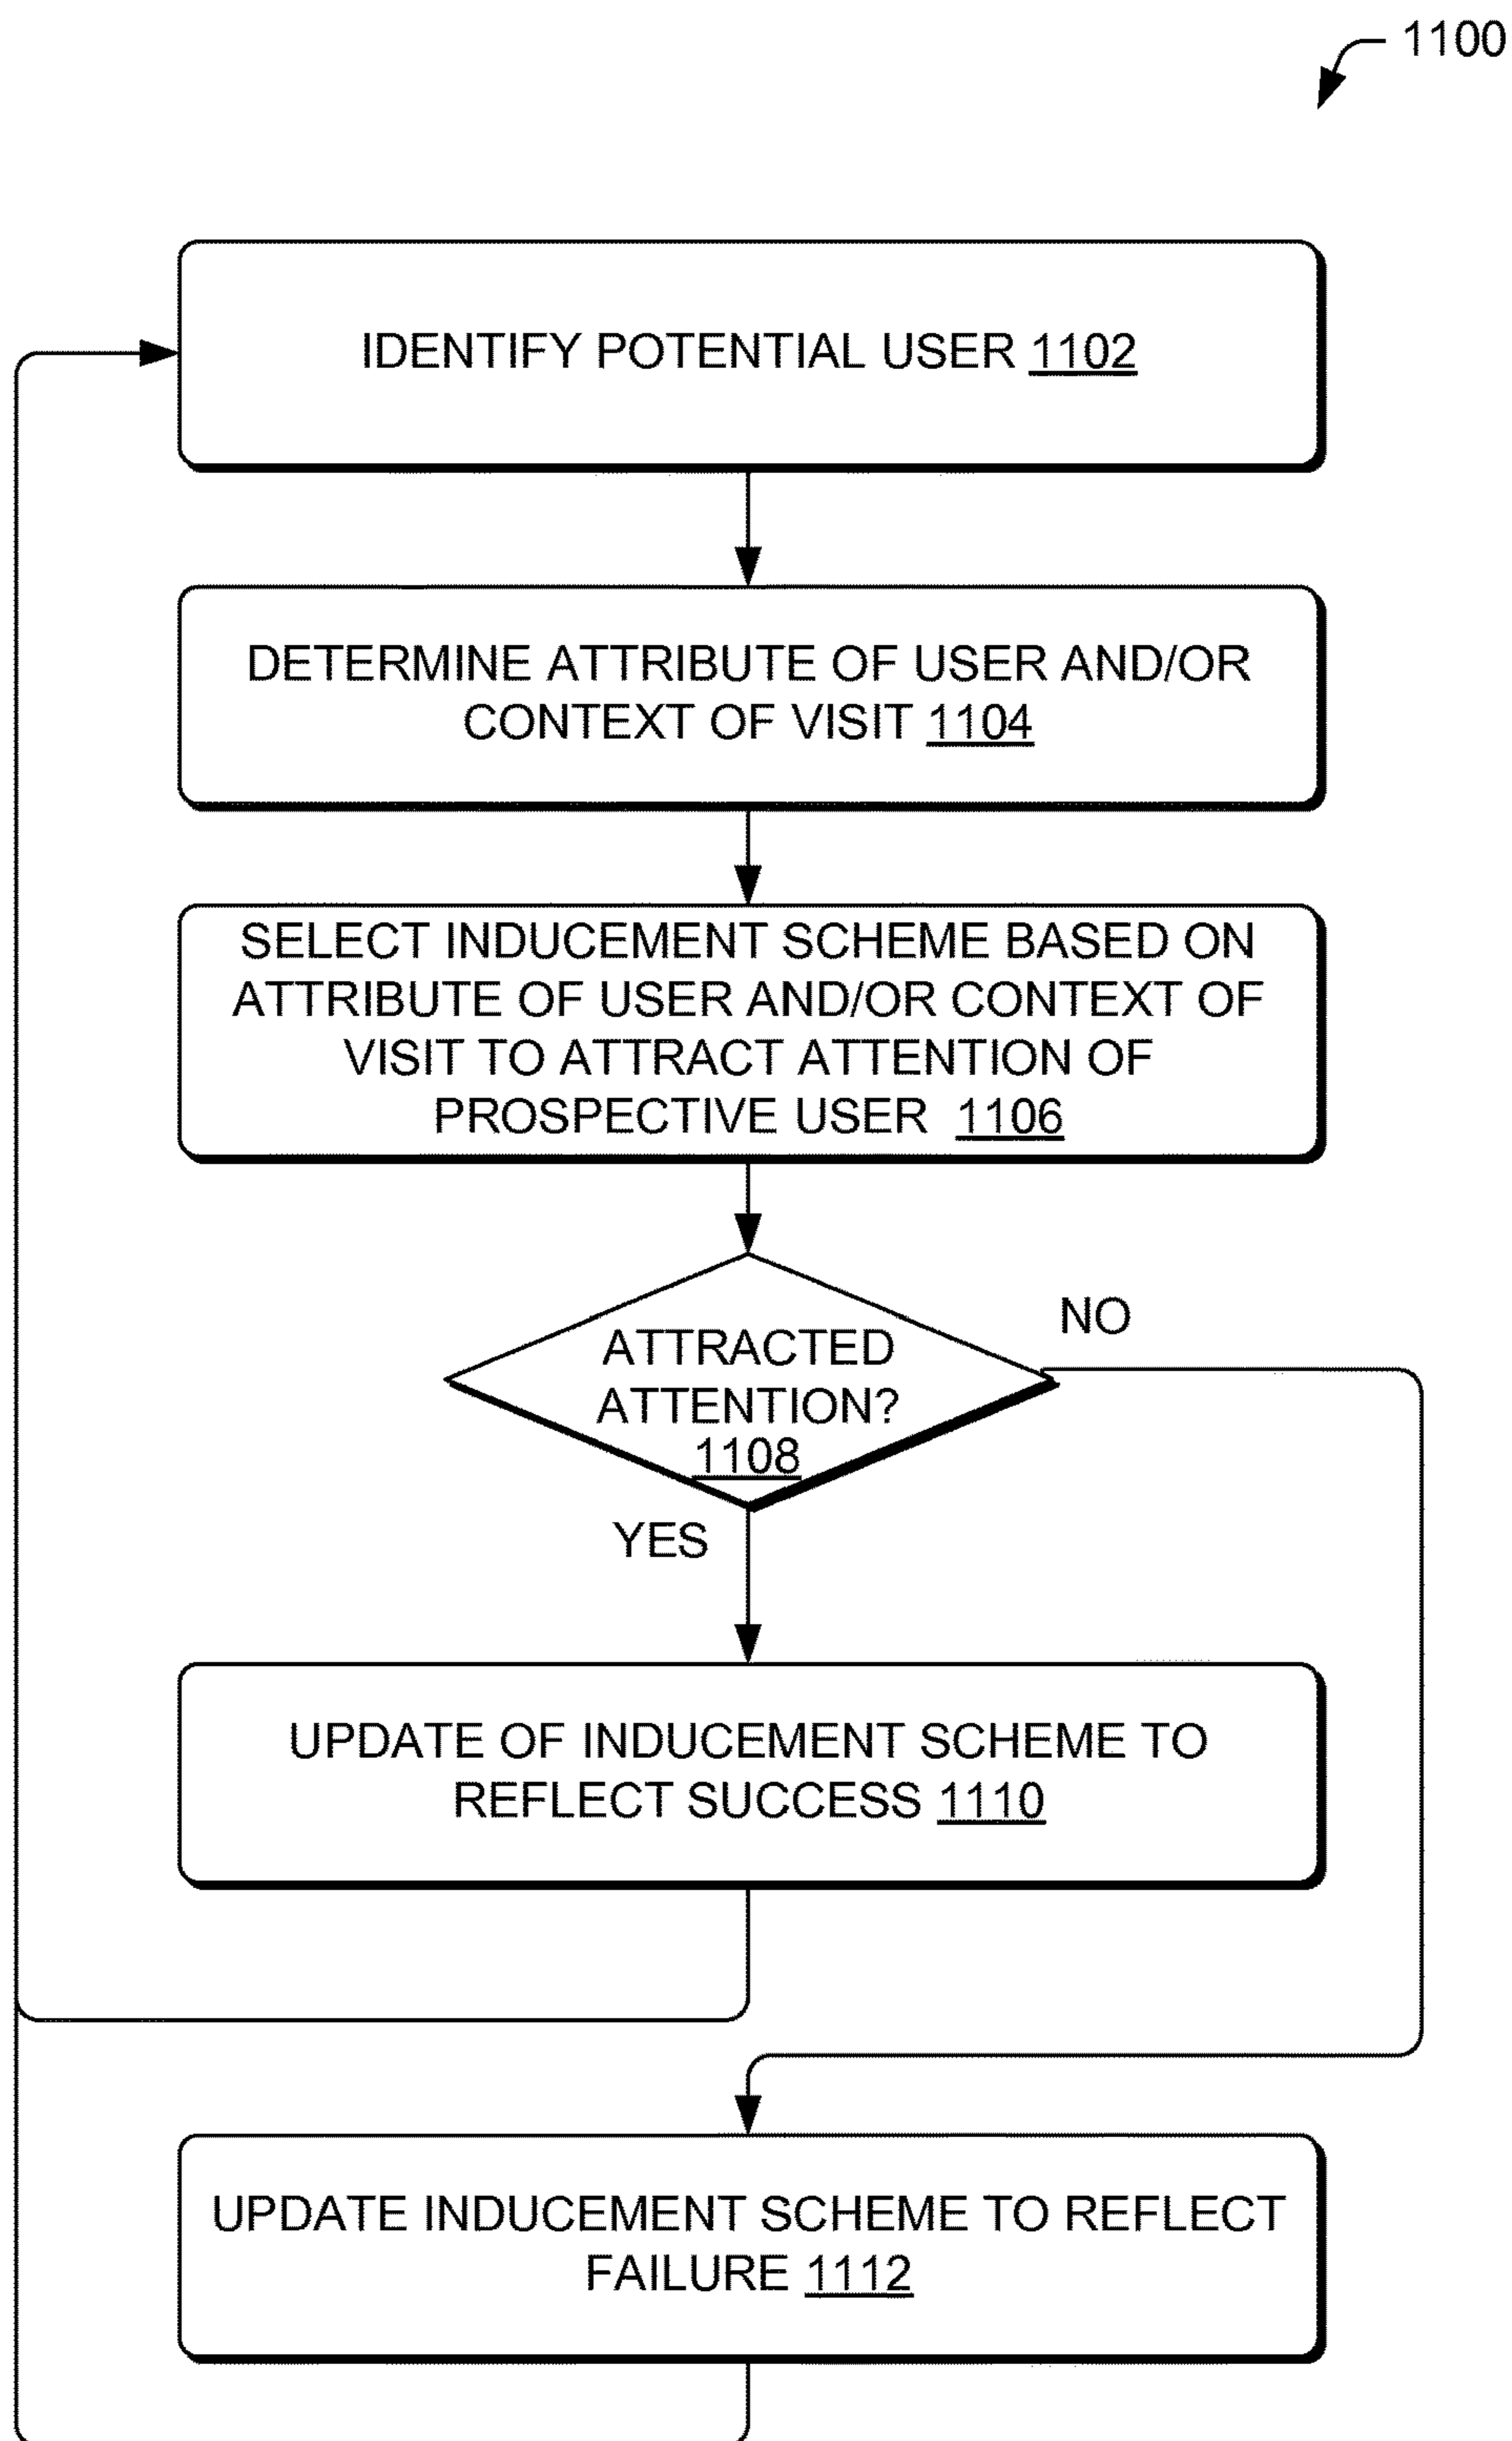 1100
IDENTIFY POTENTIAL USER 1102
DETERMINE ATTRIBUTE OF USER AND/OR
CONTEXT OF VISIT 1104
SELECT INDUCEMENT SCHEME BASED ON
ATTRIBUTE OF USER AND/OR CONTEXT OF
VISIT TO ATTRACT ATTENTION OF
PROSPECTIVE USER 1106
ATTRACTED
ATTENTION?
1108
NO
YES
UPDATE OF INDUCEMENT SCHEME TO
REFLECT SUCCESS 1110
UPDATE INDUCEMENT SCHEME TO REFLECT
FAILURE 1112